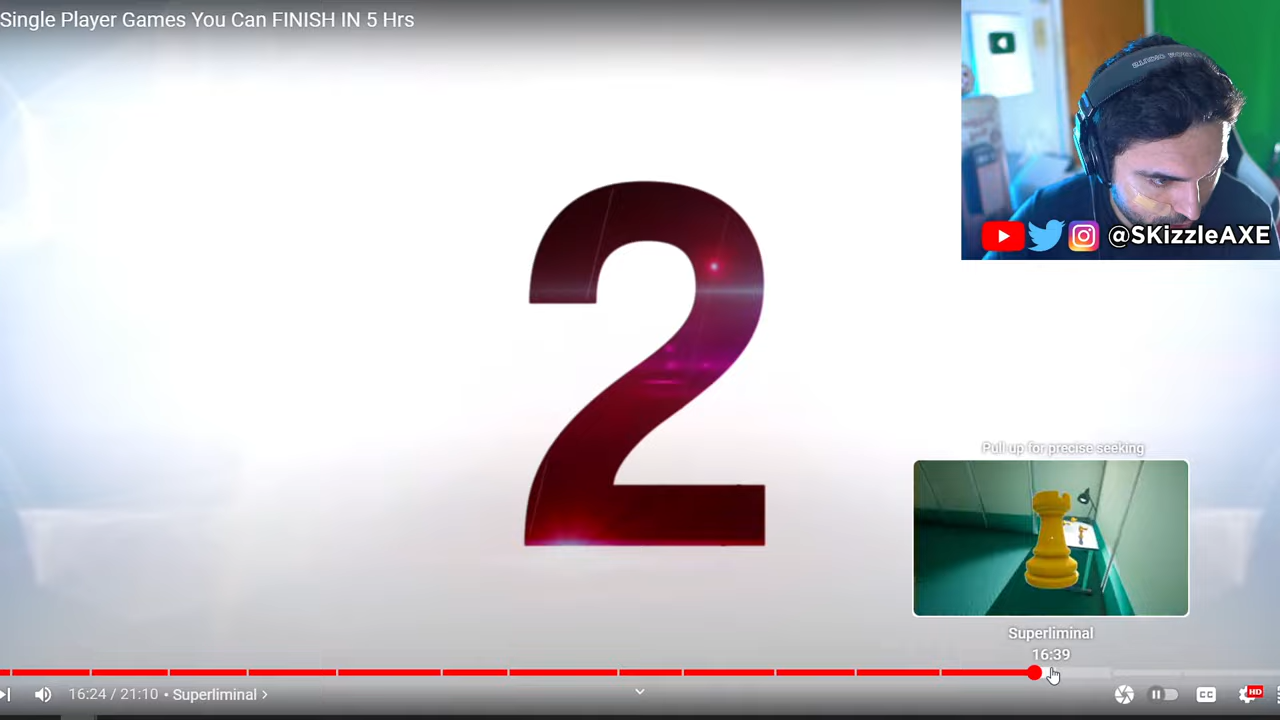 Single Player Games You Can FINISH IN 5 Hrs
@SKizzleAXE
2
Pull up for precise seeking
Superliminal
16:39
16:24 / 21:10 • Superliminal >
CC
HD